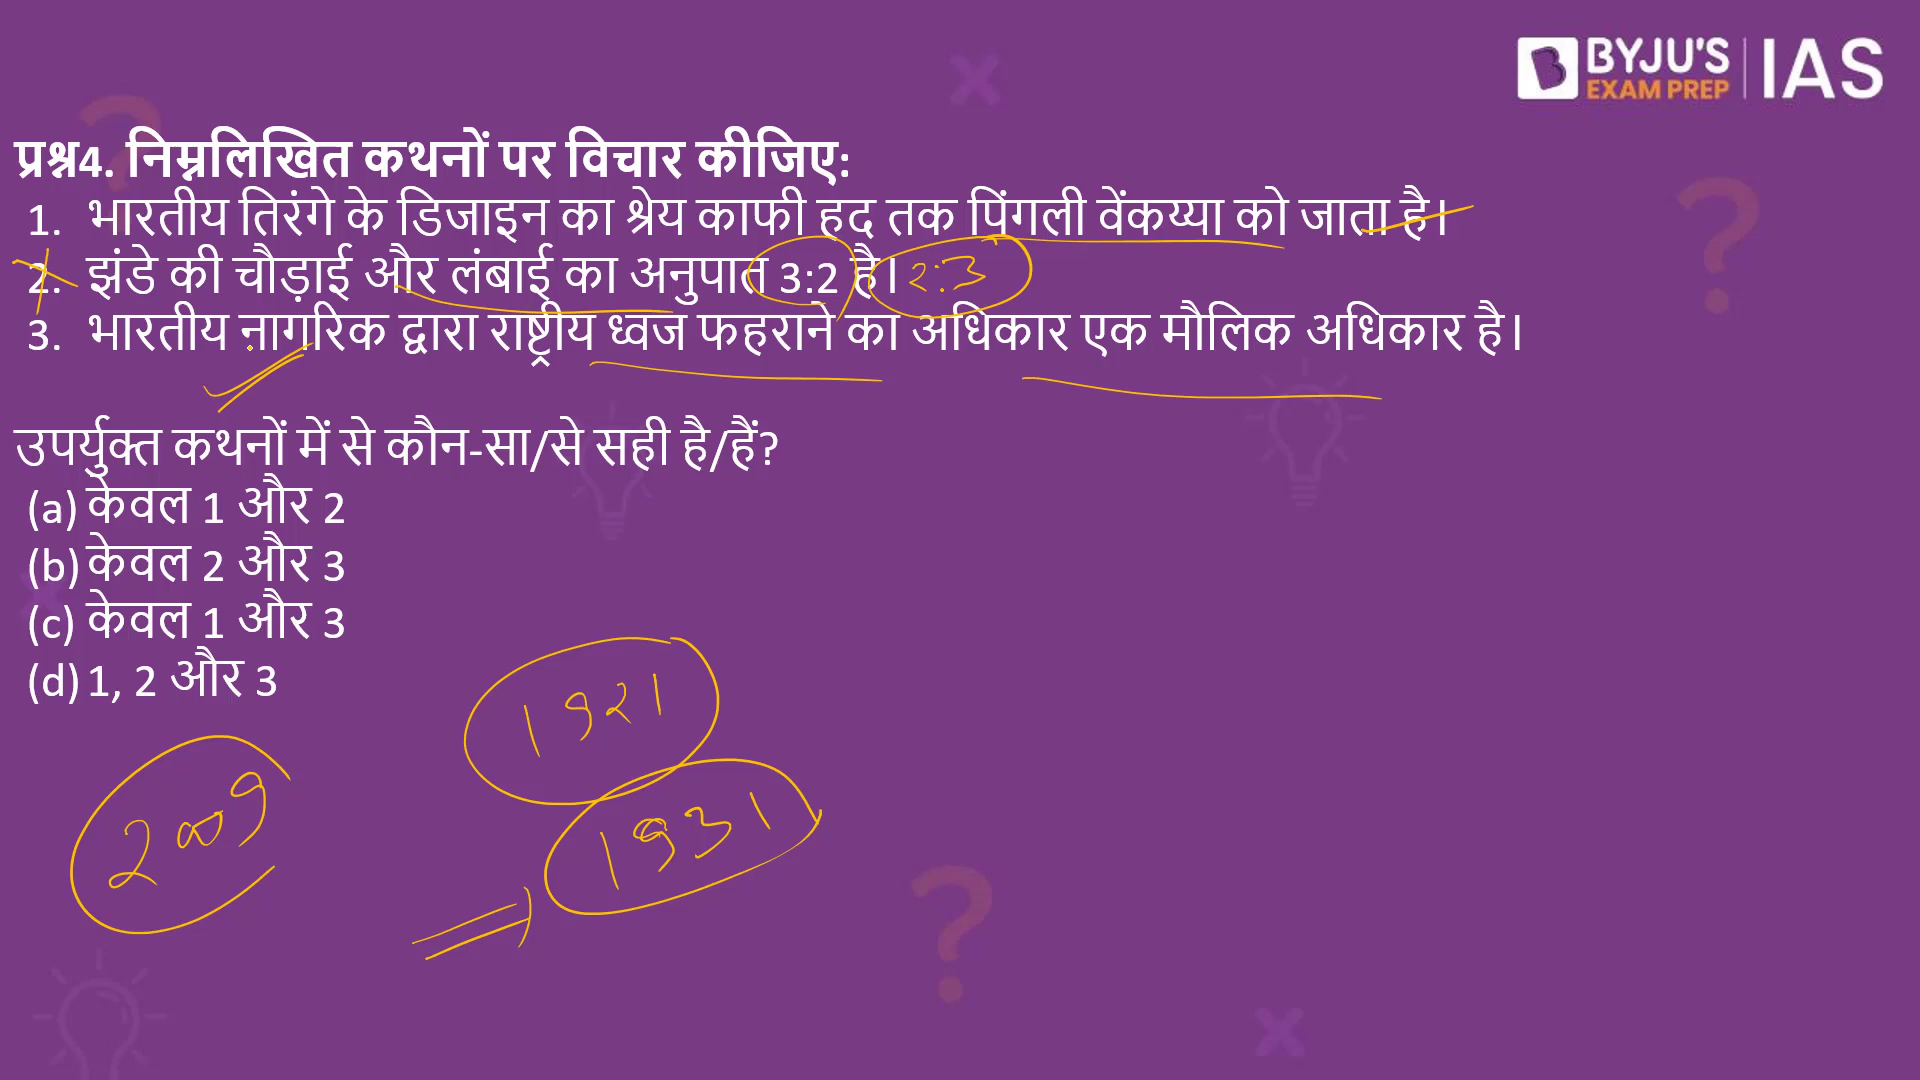 BYJU'S
EXAM PREP
IAS
प्रश्न4. निम्नलिखित कथनों पर विचार कीजिए:
1. भारतीय तिरंगे के डिजाइन का श्रेय काफी हद तक पिंगली वेंकय्या को जाता है।
2. झंडे की चौड़ाई और लंबाई का अनुपात 3:2 है। 2:3
3. भारतीय नागरिक द्वारा राष्ट्रीय ध्वज फहराने का अधिकार एक मौलिक अधिकार है।
उपर्युक्त कथनों में से कौन-सा/से सही है/हैं?
(a) केवल 1 और 2
(b) केवल 2 और 3
(c) केवल 1 और 3
(d) 1, 2 और 3
1921
2009
1931